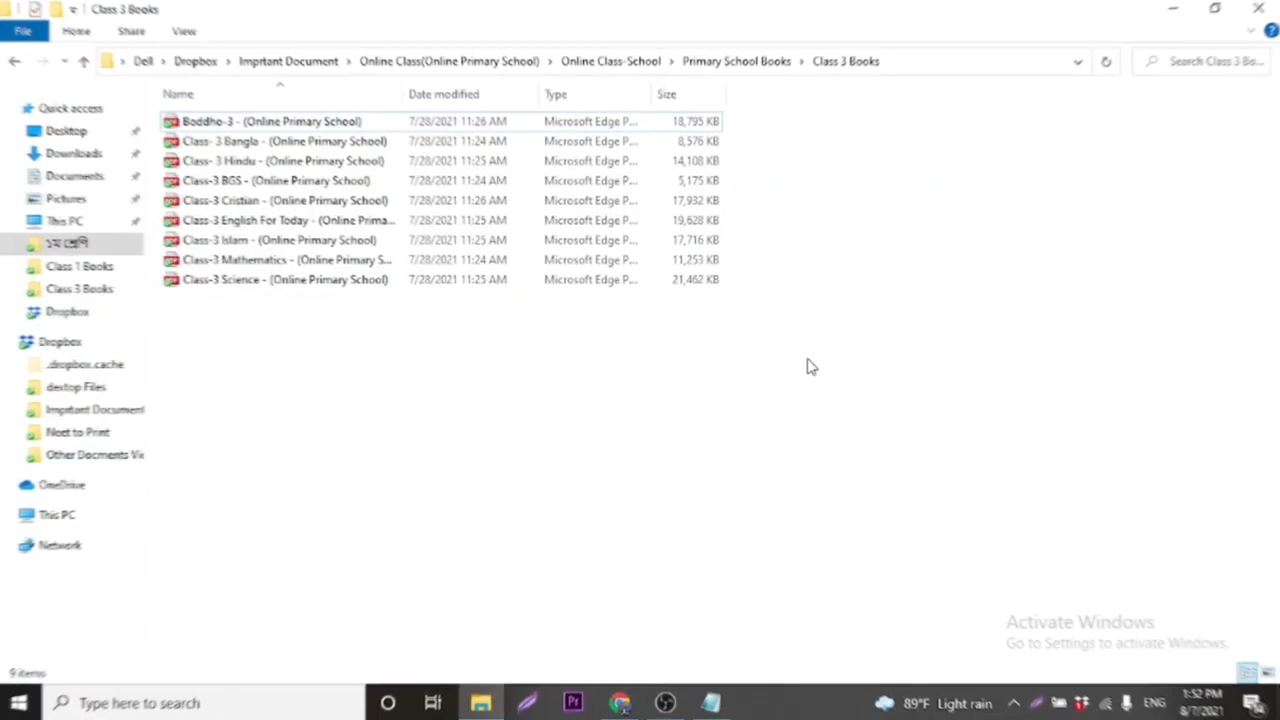 Class 3 Books
File Home Share View
Dell Dropbox Imprtant Document Online Class(Online Primary School) Online Class-School Primary School Books Class 3 Books Search Class 3 Bo...
Name Date modified Type Size
Boddho-3 - (Online Primary School) 7/28/2021 11:26 AM Microsoft Edge P... 18,795 KB
Class- 3 Bangla - (Online Primary School) 7/28/2021 11:24 AM Microsoft Edge P... 8,576 KB
Class- 3 Hindu - (Online Primary School) 7/28/2021 11:25 AM Microsoft Edge P... 14,108 KB
Class-3 BGS - (Online Primary School) 7/28/2021 11:24 AM Microsoft Edge P... 5,175 KB
Class-3 Cristian - (Online Primary School) 7/28/2021 11:26 AM Microsoft Edge P... 17,932 KB
Class-3 English For Today - (Online Prima... 7/28/2021 11:25 AM Microsoft Edge P... 19,628 KB
Class-3 Islam - (Online Primary School) 7/28/2021 11:25 AM Microsoft Edge P... 17,716 KB
Class-3 Mathematics - (Online Primary S... 7/28/2021 11:24 AM Microsoft Edge P... 11,253 KB
Class-3 Science - (Online Primary School) 7/28/2021 11:25 AM Microsoft Edge P... 21,462 KB
Quick access
Desktop
Downloads
Documents
Pictures
This PC
১ম শ্রেণি
Class 1 Books
Class 3 Books
Dropbox
Dropbox
.dropbox.cache
dextop Files
Imprtant Document
Neet to Print
Other Docments Vi
OneDrive
This PC
Network
Activate Windows
Go to Settings to activate Windows.
9 items
Type here to search
Pr
89°F Light rain
ENG
1:52 PM
8/7/2021